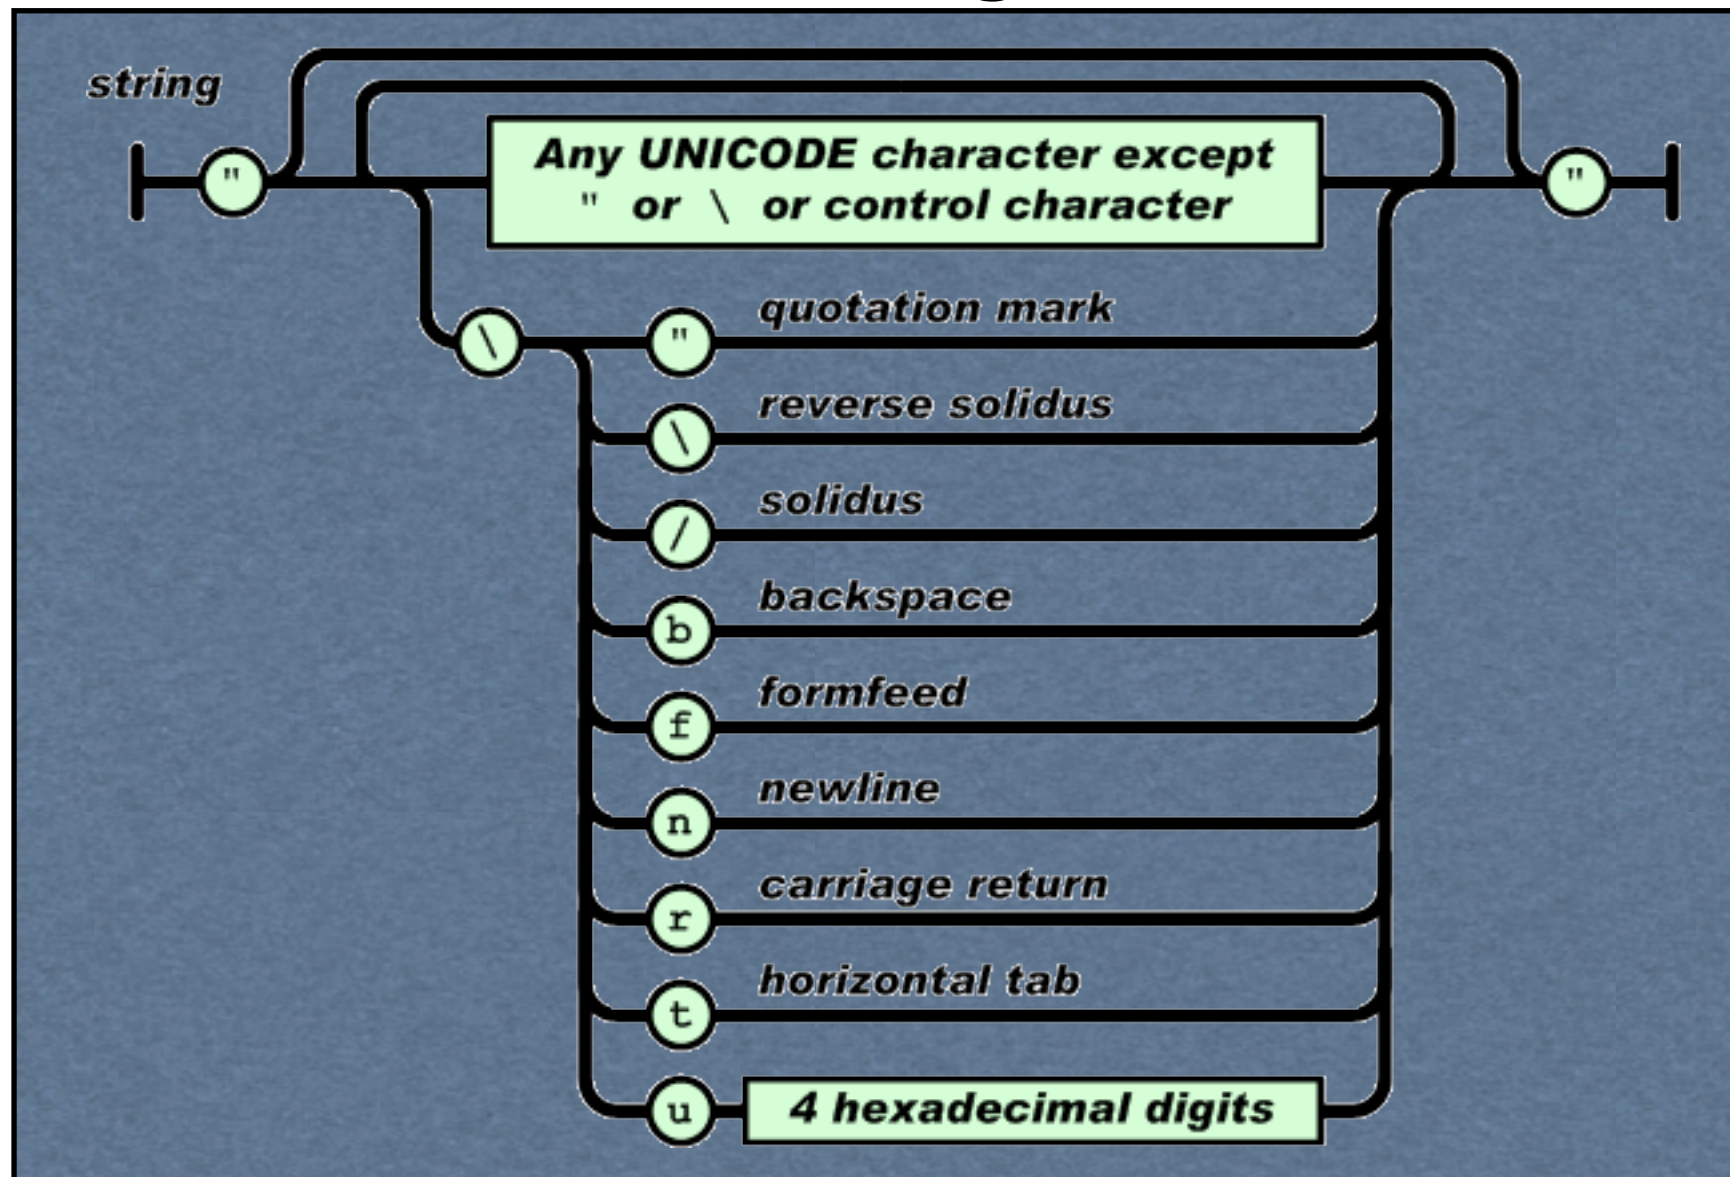 string
"
Any UNICODE character except
" or \ or control character
"
\
" quotation mark
\ reverse solidus
/ solidus
b backspace
f formfeed
n newline
r carriage return
t horizontal tab
u 4 hexadecimal digits